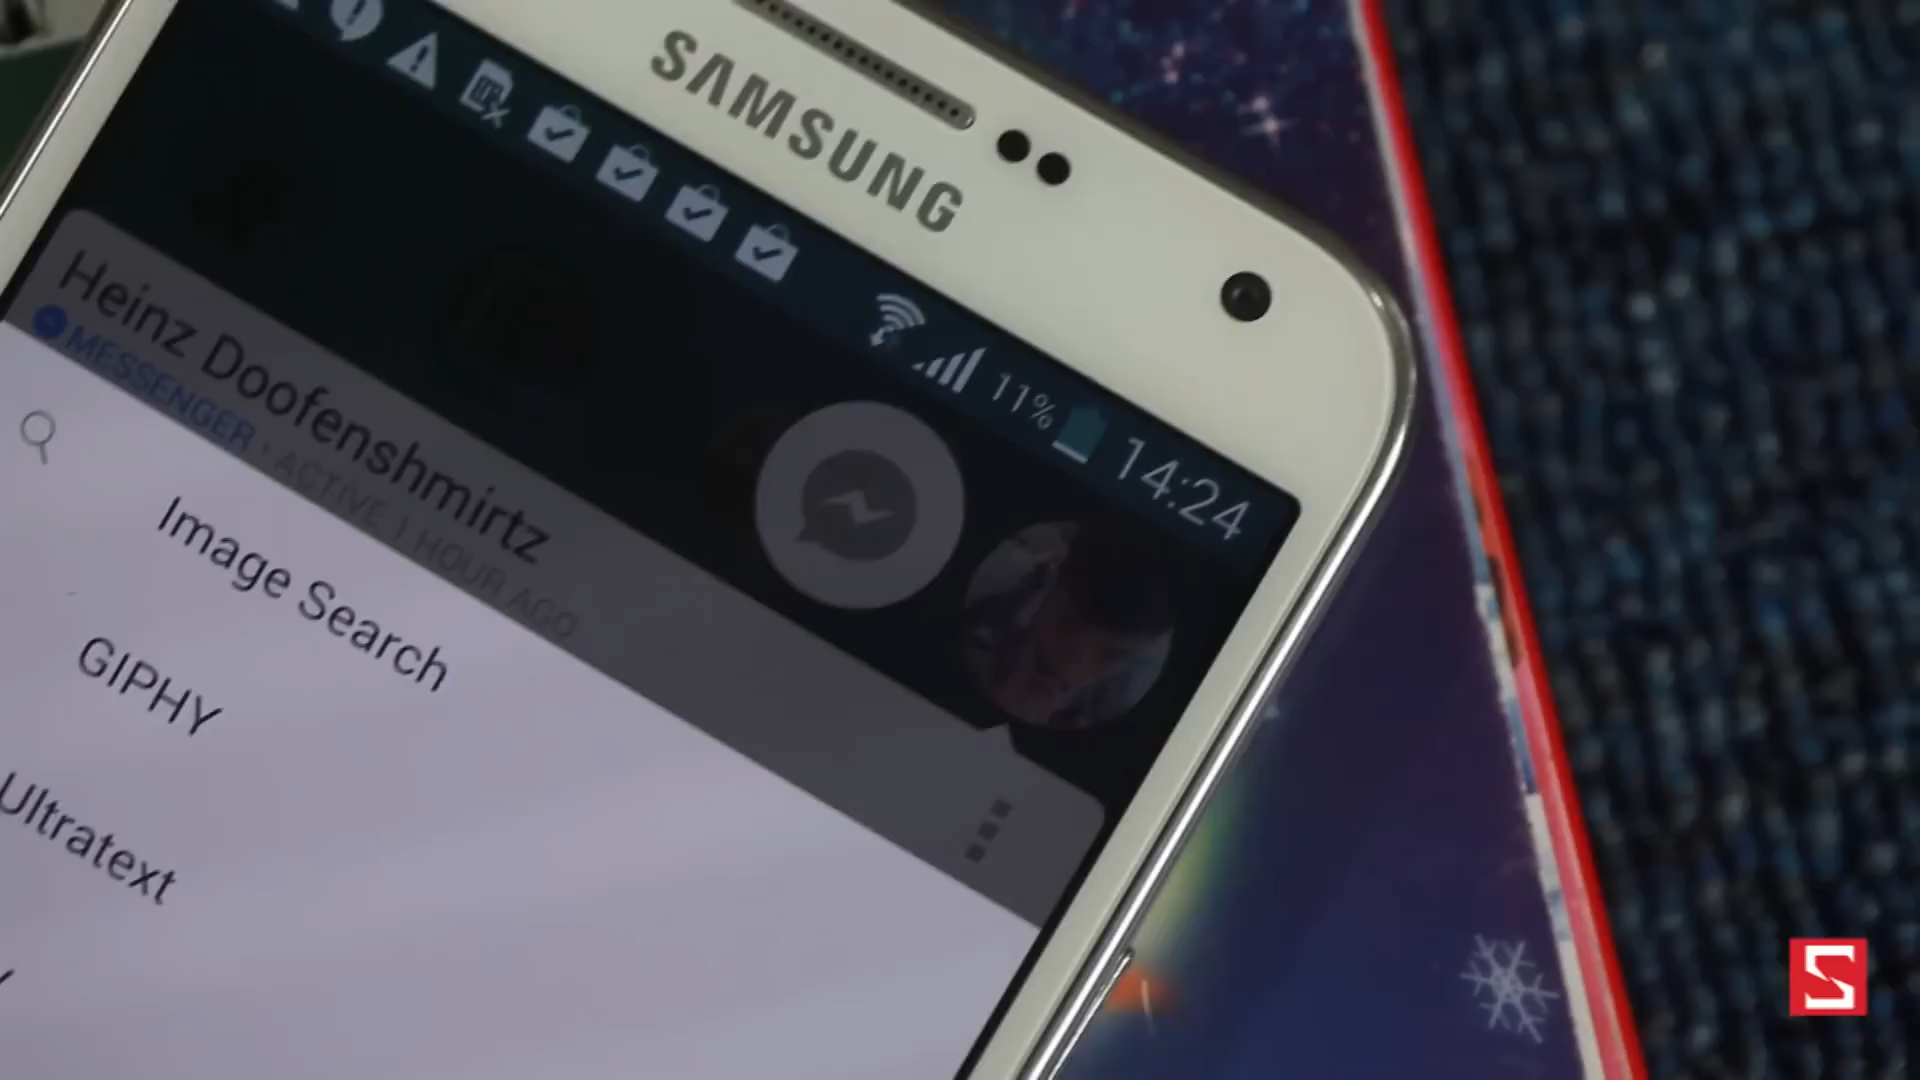 SAMSUNG
11% 14:24
Heinz Doofenshmirtz
MESSENGER · ACTIVE 1 HOUR AGO
Image Search
GIPHY
Ultratext
S